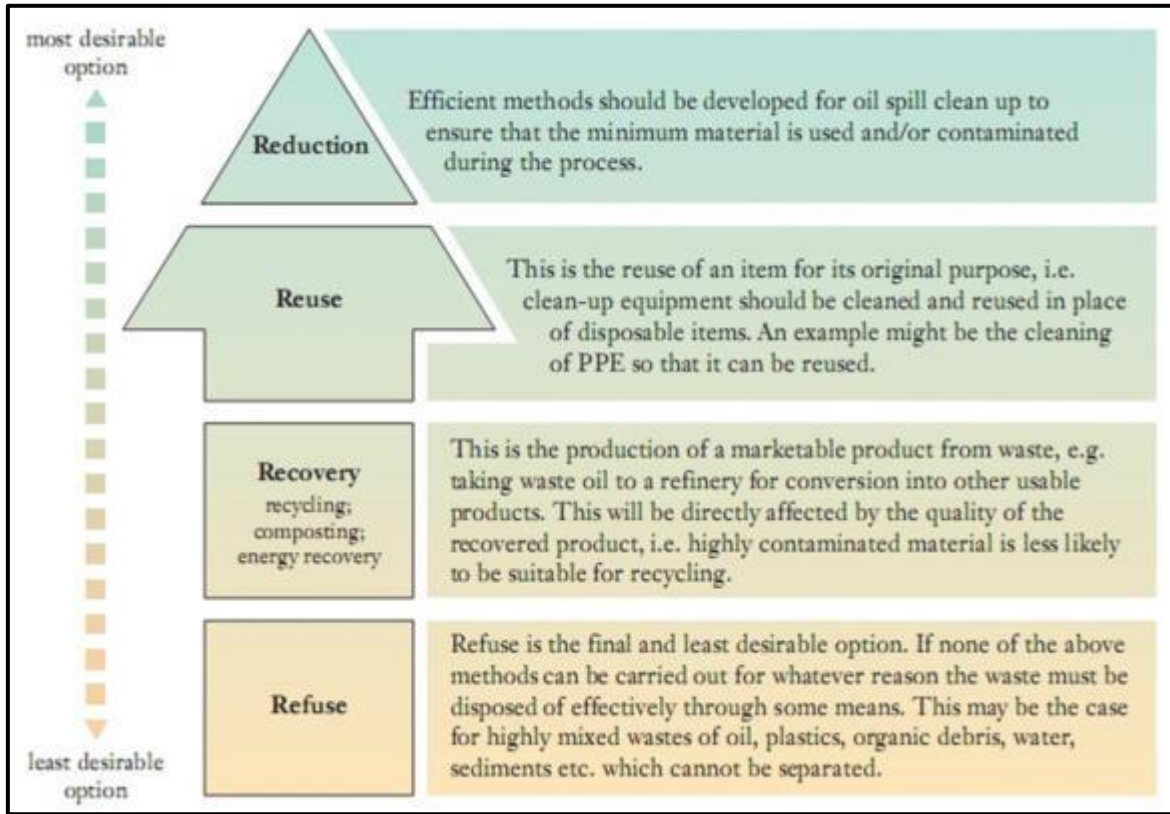 most desirable
option
Reduction
Efficient methods should be developed for oil spill clean up to
ensure that the minimum material is used and/or contaminated
during the process.
Reuse
This is the reuse of an item for its original purpose, i.e.
clean-up equipment should be cleaned and reused in place
of disposable items. An example might be the cleaning
of PPE so that it can be reused.
Recovery
recycling;
composting;
energy recovery
This is the production of a marketable product from waste, e.g.
taking waste oil to a refinery for conversion into other usable
products. This will be directly affected by the quality of the
recovered product, i.e. highly contaminated material is less likely
to be suitable for recycling.
Refuse
Refuse is the final and least desirable option. If none of the above
methods can be carried out for whatever reason the waste must be
disposed of effectively through some means. This may be the case
for highly mixed wastes of oil, plastics, organic debris, water,
sediments etc. which cannot be separated.
least desirable
option